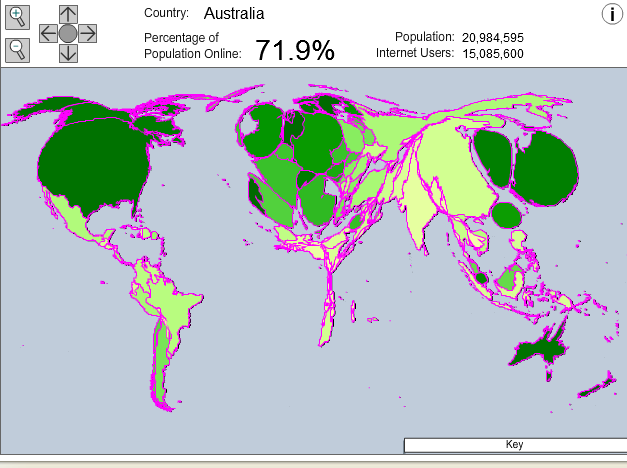 Country: Australia
Percentage of
Population Online: 71.9%
Population: 20,984,595
Internet Users: 15,085,600
i
Key